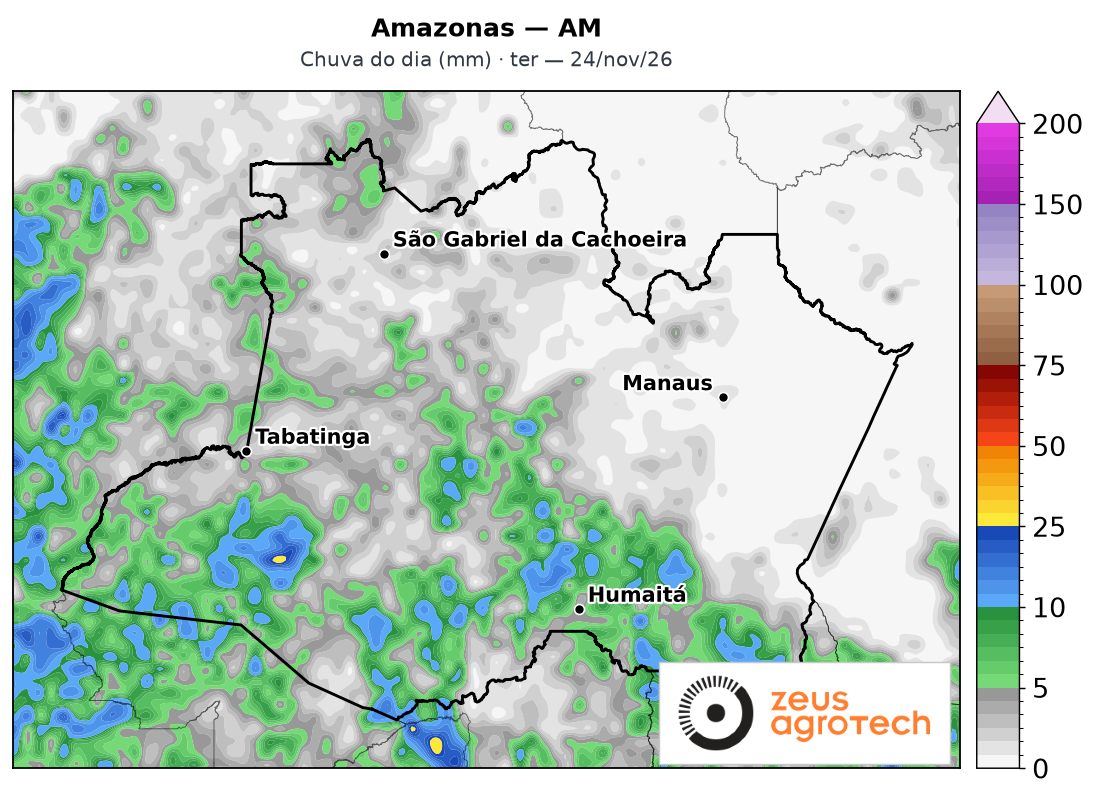 Amazonas — AM
Chuva do dia (mm) · ter — 24/nov/26
200
150
100
75
50
25
10
5
0
São Gabriel da Cachoeira
Manaus
Tabatinga
Humaitá
zeus
agrotech